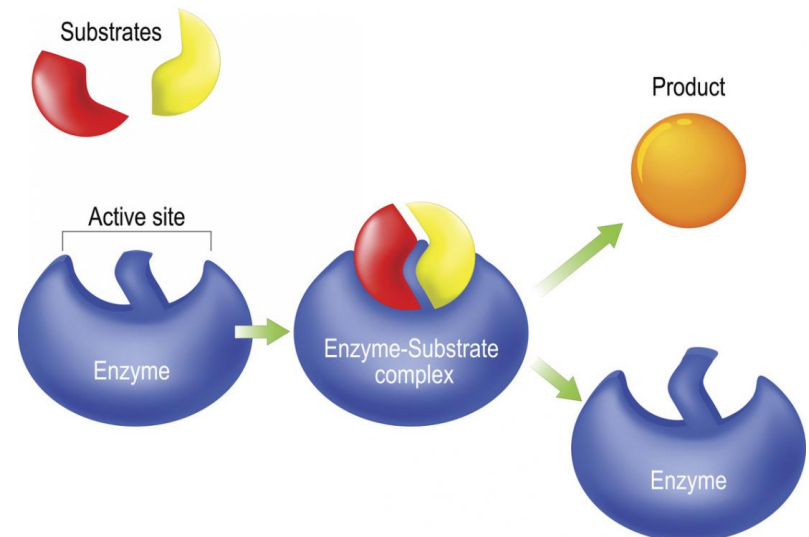 Substrates
Product
Active site
Enzyme
Enzyme-Substrate
complex
Enzyme